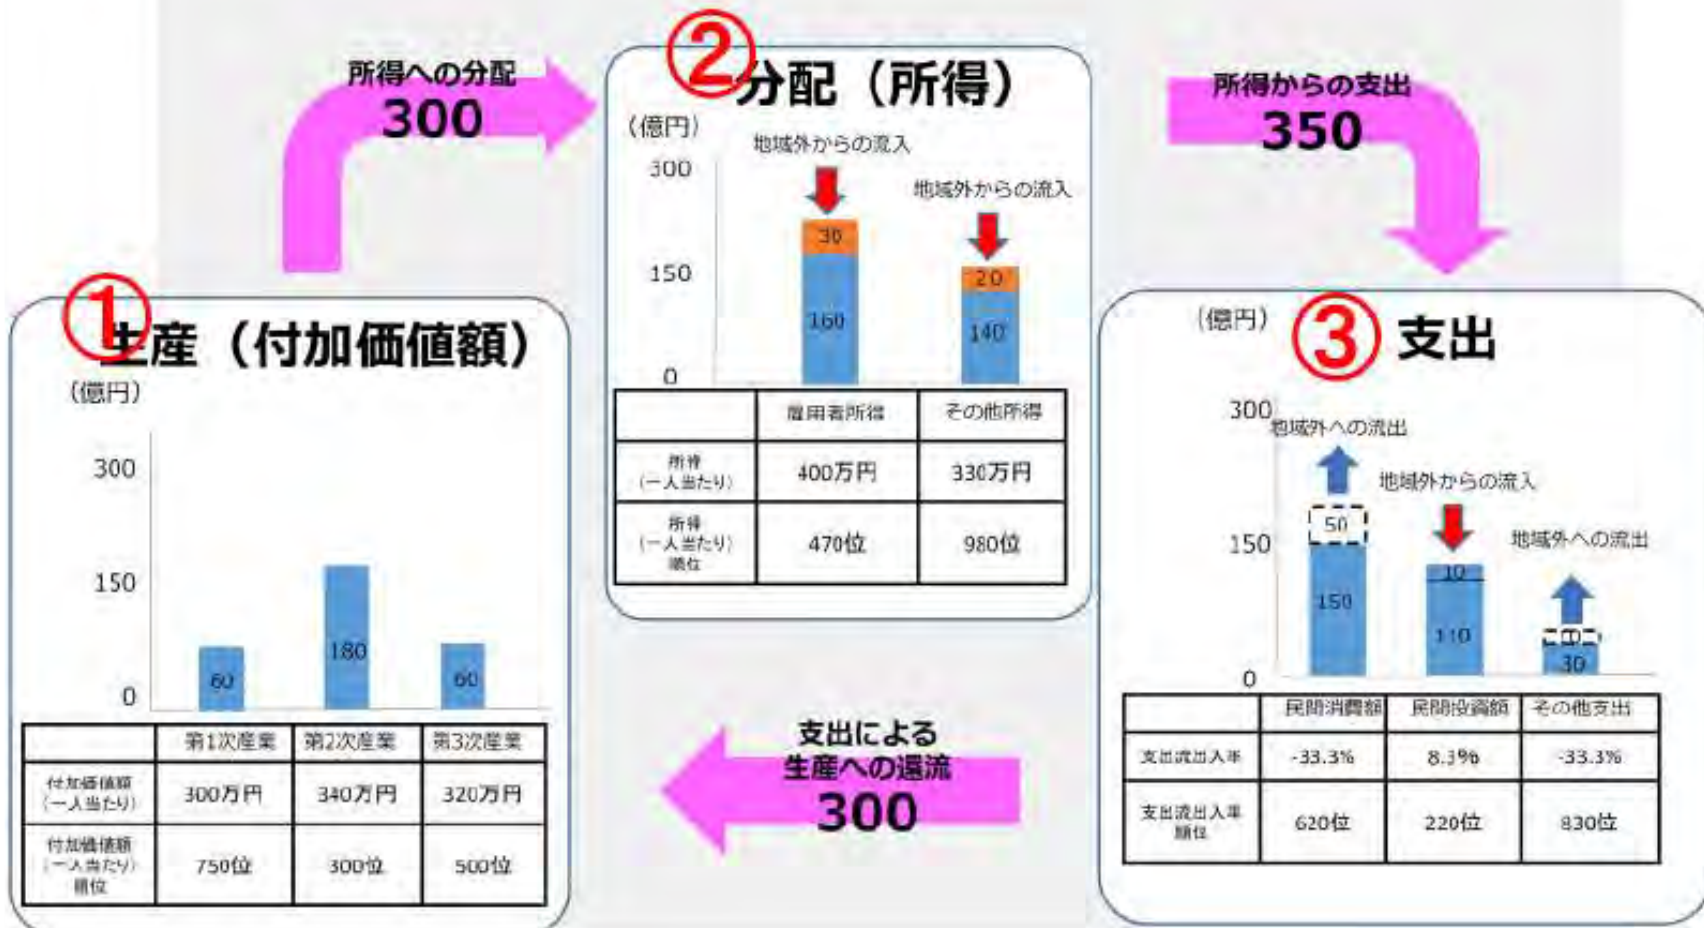 所得への分配
300
②
分配（所得）
（億円）
地域外からの流入
地域外からの流入
300
150
0
30
160
20
140
雇用者所得 その他所得
所得
（一人当たり）
400万円 330万円
所得
（一人当たり）
順位
470位 980位
所得からの支出
350
①
生産（付加価値額）
（億円）
300
150
0
60
180
60
第1次産業 第2次産業 第3次産業
付加価値額
（一人当たり）
300万円 340万円 320万円
付加価値額
（一人当たり）
順位
750位 300位 500位
（億円）
③ 支出
300
150
0
地域外への流出
地域外からの流入
地域外への流出
50
150
10
110
30
民間消費額 民間投資額 その他支出
支出流出入率 -33.3% 8.3% -33.3%
支出流出入率
順位
620位 220位 830位
支出による
生産への還流
300